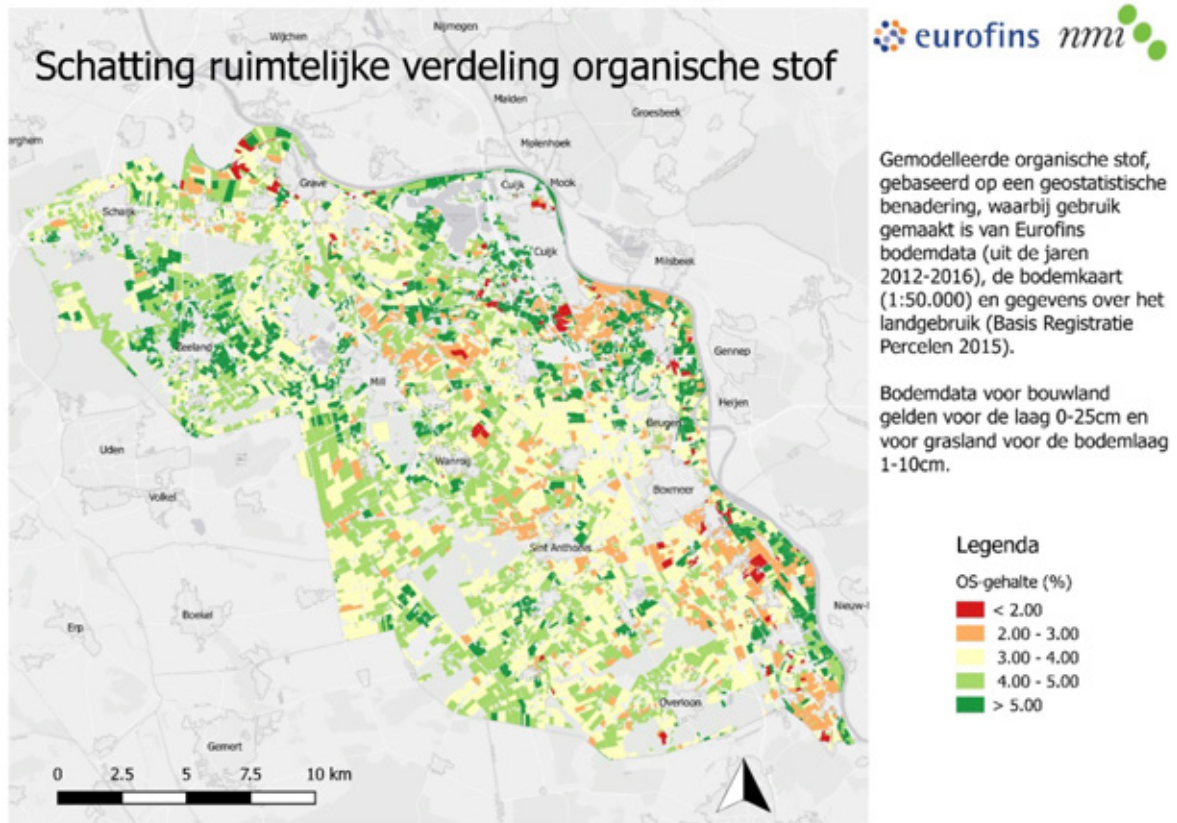 Schatting ruimtelijke verdeling organische stof
eurofins nmi
Gemodelleerde organische stof,
gebaseerd op een geostatistische
benadering, waarbij gebruik
gemaakt is van Eurofins
bodemdata (uit de jaren
2012-2016), de bodemkaart
(1:50.000) en gegevens over het
landgebruik (Basis Registratie
Percelen 2015).
Bodemdata voor bouwland
gelden voor de laag 0-25cm en
voor grasland voor de bodemlaag
1-10cm.
Legenda
OS-gehalte (%)
< 2.00
2.00 - 3.00
3.00 - 4.00
4.00 - 5.00
> 5.00
Nijmegen
Wijchen
Malden
Groesbeek
Molenhoek
erghem
Grave
Cuijk
Mook
Schaijk
Cuijk
Milsbeek
Zeeland
Gennep
Mill
Heijen
Beugen
Uden
Wanroij
Volkel
Boxmeer
Sint Anthonis
Nieuw-
Boekel
Erp
Overloon
Gemert
0 2.5 5 7.5 10 km